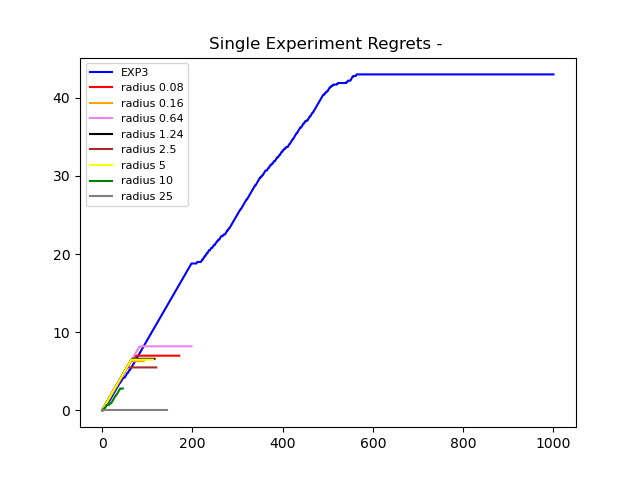 Single Experiment Regrets -
EXP3
radius 0.08
radius 0.16
radius 0.64
radius 1.24
radius 2.5
radius 5
radius 10
radius 25
40
30
20
10
0
0 200 400 600 800 1000